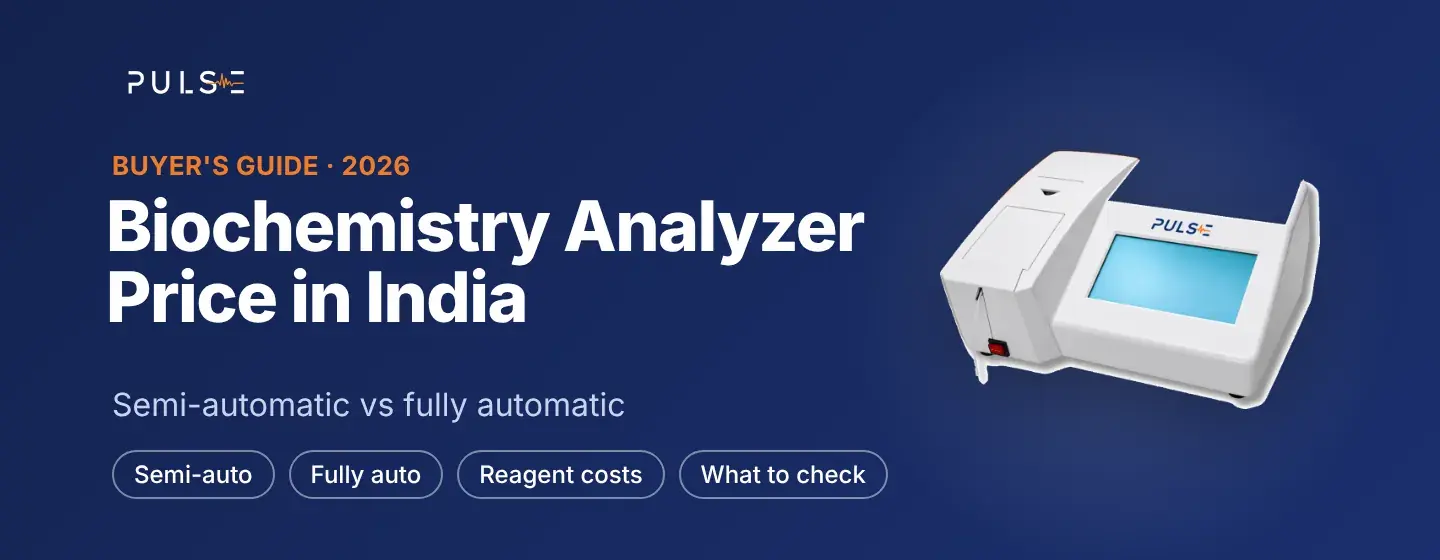 PULSE
BUYER'S GUIDE · 2026
Biochemistry Analyzer
Price in India
PULSE
Semi-automatic vs fully automatic
Semi-auto
Fully auto
Reagent costs
What to check